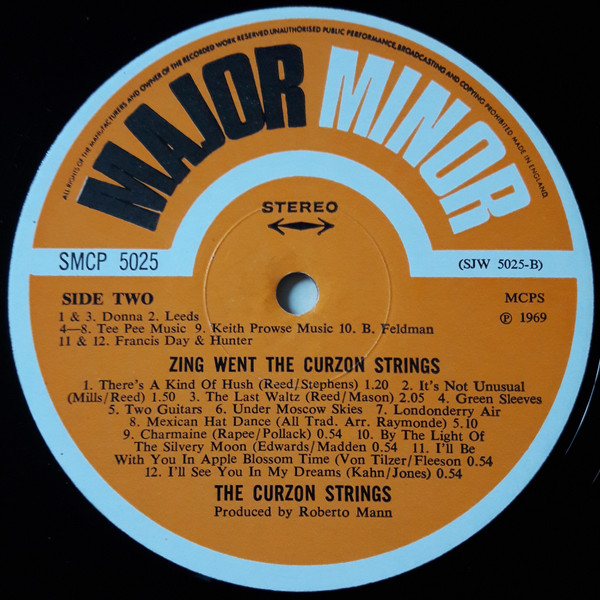 ALL RIGHTS OF THE MANUFACTURERS AND OWNER OF THE RECORDED WORK RESERVED. UNAUTHORISED PUBLIC PERFORMANCE, BROADCASTING AND COPYING PROHIBITED. MADE IN ENGLAND.
MAJOR MINOR
STEREO
SMCP 5025
(SJW 5025-B)
SIDE TWO
MCPS
1 & 3. Donna 2. Leeds
℗ 1969
4—8. Tee Pee Music 9. Keith Prowse Music 10. B. Feldman
11 & 12. Francis Day & Hunter
ZING WENT THE CURZON STRINGS
1. There's A Kind Of Hush (Reed/Stephens) 1.20 2. It's Not Unusual
(Mills/Reed) 1.50 3. The Last Waltz (Reed/Mason) 2.05 4. Green Sleeves
5. Two Guitars 6. Under Moscow Skies 7. Londonderry Air
8. Mexican Hat Dance (All Trad. Arr. Raymonde) 5.10
9. Charmaine (Rapee/Pollack) 0.54 10. By The Light Of
The Silvery Moon (Edwards/Madden 0.54 11. I'll Be
With You In Apple Blossom Time (Von Tilzer/Fleeson 0.54
12. I'll See You In My Dreams (Kahn/Jones) 0.54
THE CURZON STRINGS
Produced by Roberto Mann